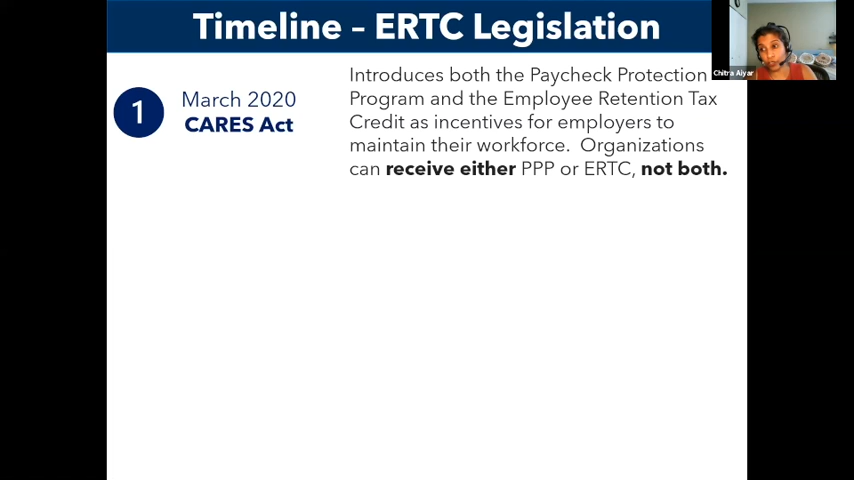 Timeline – ERTC Legislation
Chitra Aiyar
1
March 2020
CARES Act
Introduces both the Paycheck Protection
Program and the Employee Retention Tax
Credit as incentives for employers to
maintain their workforce.  Organizations
can receive either PPP or ERTC, not both.